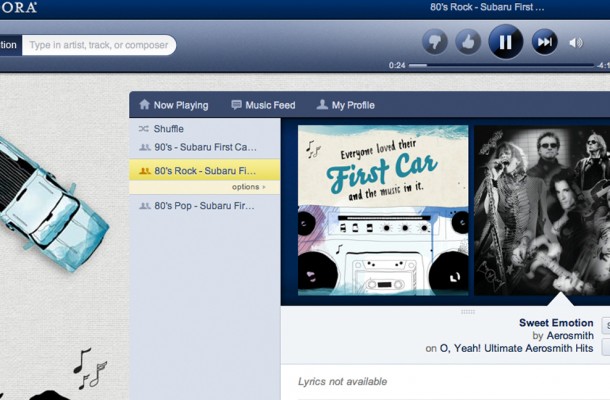 ORA
80's Rock - Subaru First ...
tion
Type in artist, track, or composer
0:24
-4:1
Now Playing
Music Feed
My Profile
Shuffle
90's - Subaru First Ca...
80's Rock - Subaru Fi...
options
80's Pop - Subaru Fir...
Everyone loved their
First Car
and the music in it.
Sweet Emotion
by Aerosmith
on O, Yeah! Ultimate Aerosmith Hits
S
Lyrics not available